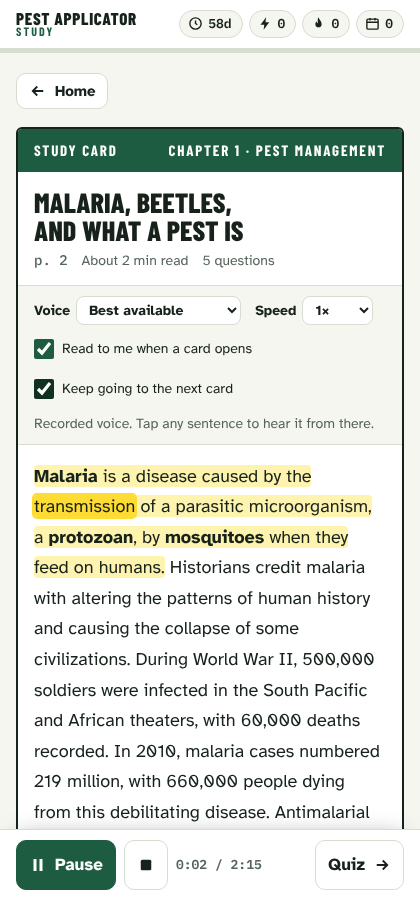 PEST APPLICATOR
STUDY
58d
0
0
0
← Home
STUDY CARD
CHAPTER 1 · PEST MANAGEMENT
MALARIA, BEETLES,
AND WHAT A PEST IS
p. 2 About 2 min read 5 questions
Voice Best available Speed 1×
Read to me when a card opens
Keep going to the next card
Recorded voice. Tap any sentence to hear it from there.
Malaria is a disease caused by the
transmission of a parasitic microorganism,
a protozoan, by mosquitoes when they
feed on humans. Historians credit malaria
with altering the patterns of human history
and causing the collapse of some
civilizations. During World War II, 500,000
soldiers were infected in the South Pacific
and African theaters, with 60,000 deaths
recorded. In 2010, malaria cases numbered
219 million, with 660,000 people dying
from this debilitating disease. Antimalarial
Pause
0:02 / 2:15
Quiz →